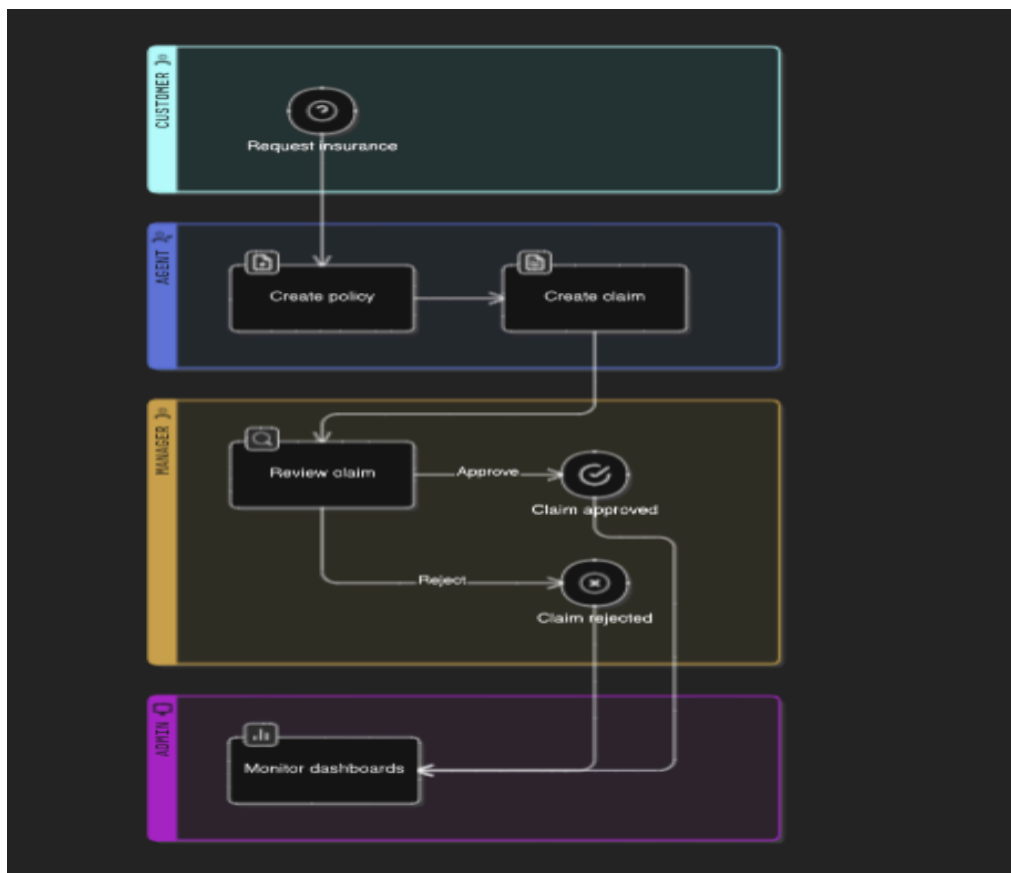 CUSTOMER
Request insurance
AGENT
Create policy
Create claim
MANAGER
Review claim
Approve
Claim approved
Reject
Claim rejected
ADMIN
Monitor dashboards